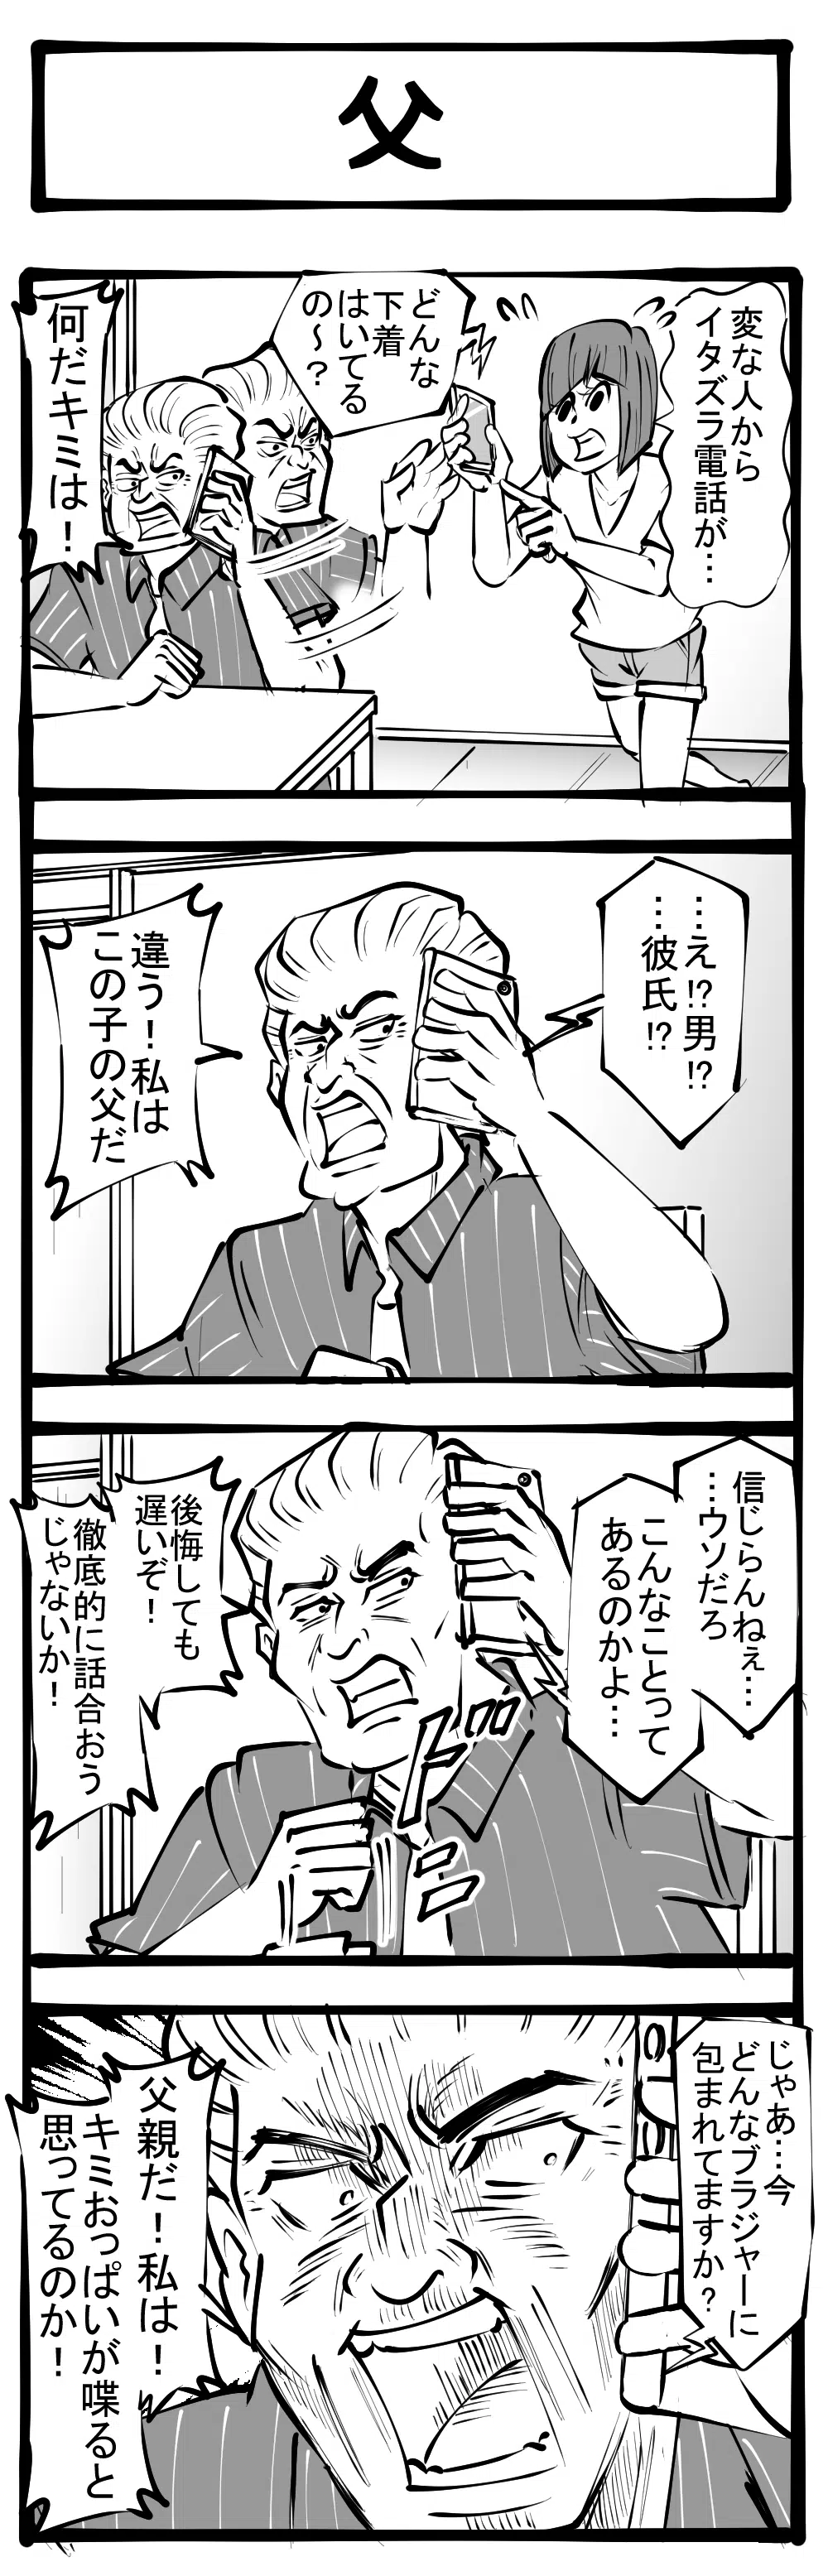 父
変な人から
イタズラ電話が…
どんな
下着
はいてる
の～？
何だキミは！
…え!?男!?
…彼氏!?
違う！私は
この子の父だ
信じらんねぇ…
…ウソだろ
こんなことって
あるのかよ…
ドン
後悔しても
遅いぞ！
徹底的に話合おう
じゃないか！
じゃあ…今
どんなブラジャーに
包まれてますか？
父親だ！私は！
キミおっぱいが喋ると
思ってるのか！